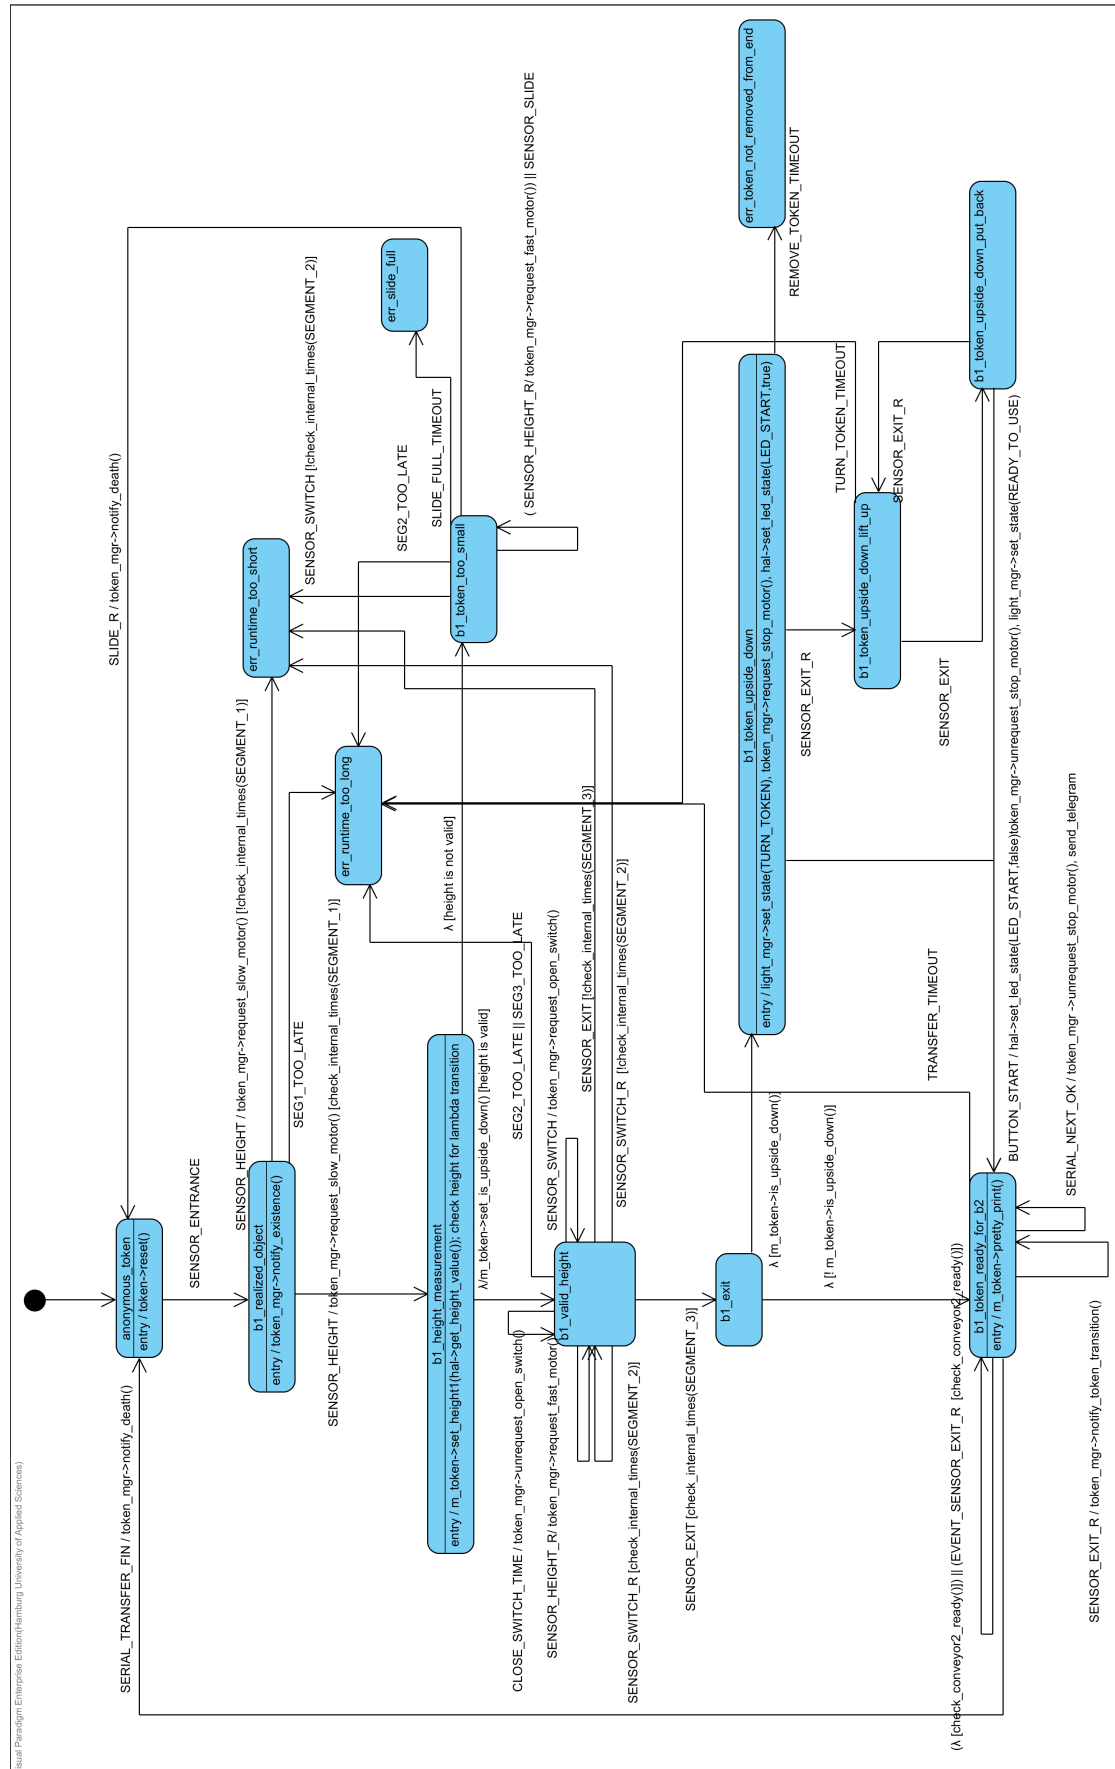 isual Paradigm Enterprise Edition(Hamburg University of Applied Sciences)
SERIAL_TRANSFER_FIN / token_mgr->notify_death()
SLIDE_R / token_mgr->notify_death()
anonymous_token
entry / token->reset()
SENSOR_ENTRANCE
SENSOR_HEIGHT / token_mgr->request_slow_motor() [!check_internal_times(SEGMENT_1)]
b1_realized_object
entry / token_mgr->notify_existence()
err_runtime_too_short
SENSOR_SWITCH [!check_internal_times(SEGMENT_2)]
SEG1_TOO_LATE
SENSOR_HEIGHT / token_mgr->request_slow_motor() [check_internal_times(SEGMENT_1)]
err_runtime_too_long
err_slide_full
SEG2_TOO_LATE
SLIDE_FULL_TIMEOUT
b1_height_measurement
entry / m_token->set_height1(hal->get_height_value()); check height for lambda transition
λ [height is not valid]
b1_token_too_small
( SENSOR_HEIGHT_R/ token_mgr->request_fast_motor()) || SENSOR_SLIDE
λ/m_token->set_is_upside_down() [height is valid]
SEG2_TOO_LATE || SEG3_TOO_LATE
CLOSE_SWITCH_TIME / token_mgr->unrequest_open_switch()
SENSOR_HEIGHT_R/ token_mgr->request_fast_motor()
b1_valid_height
SENSOR_SWITCH / token_mgr->request_open_switch()
SENSOR_EXIT [!check_internal_times(SEGMENT_3)]
SENSOR_SWITCH_R [!check_internal_times(SEGMENT_2)]
SENSOR_SWITCH_R [check_internal_times(SEGMENT_2)]
SENSOR_EXIT [check_internal_times(SEGMENT_3)]
b1_exit
λ [m_token->is_upside_down()]
λ [! m_token->is_upside_down()]
b1_token_upside_down
entry / light_mgr->set_state(TURN_TOKEN), token_mgr->request_stop_motor(), hal->set_led_state(LED_START,true)
err_token_not_removed_from_end
REMOVE_TOKEN_TIMEOUT
SENSOR_EXIT_R
TURN_TOKEN_TIMEOUT
b1_token_upside_down_lift_up
SENSOR_EXIT_R
SENSOR_EXIT
b1_token_upside_down_put_back
TRANSFER_TIMEOUT
(λ [check_conveyor2_ready()]) || (EVENT_SENSOR_EXIT_R [check_conveyor2_ready()])
b1_token_ready_for_b2
entry / m_token->pretty_print()
BUTTON_START / hal->set_led_state(LED_START,false)token_mgr->unrequest_stop_motor(), light_mgr->set_state(READY_TO_USE)
SERIAL_NEXT_OK / token_mgr ->unrequest_stop_motor(), send_telegram
SENSOR_EXIT_R / token_mgr->notify_token_transition()